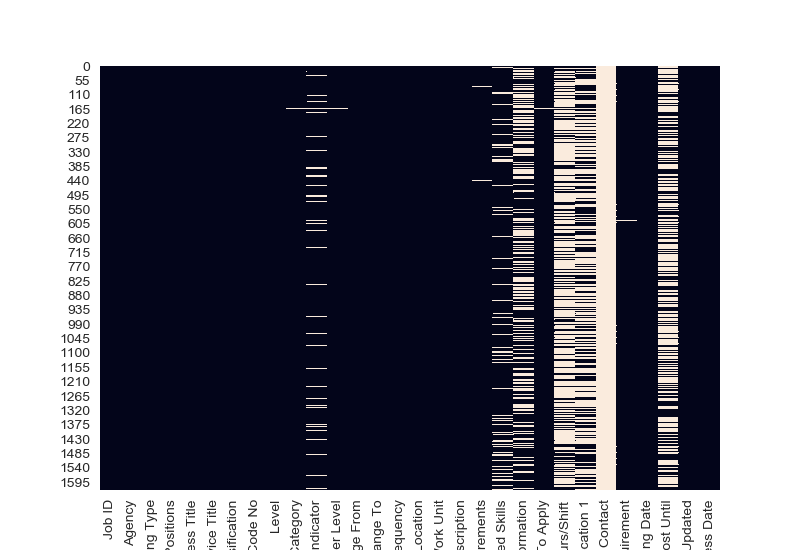 0
55
110
165
220
275
330
385
440
495
550
605
660
715
770
825
880
935
990
1045
1100
1155
1210
1265
1320
1375
1430
1485
1540
1595
Job ID
Agency
ng Type
Positions
ess Title
vice Title
sification
Code No
Level
Category
Indicator
er Level
ge From
ange To
equency
Location
Work Unit
scription
irements
ed Skills
ormation
To Apply
urs/Shift
cation 1
Contact
uirement
ng Date
ost Until
Updated
ess Date